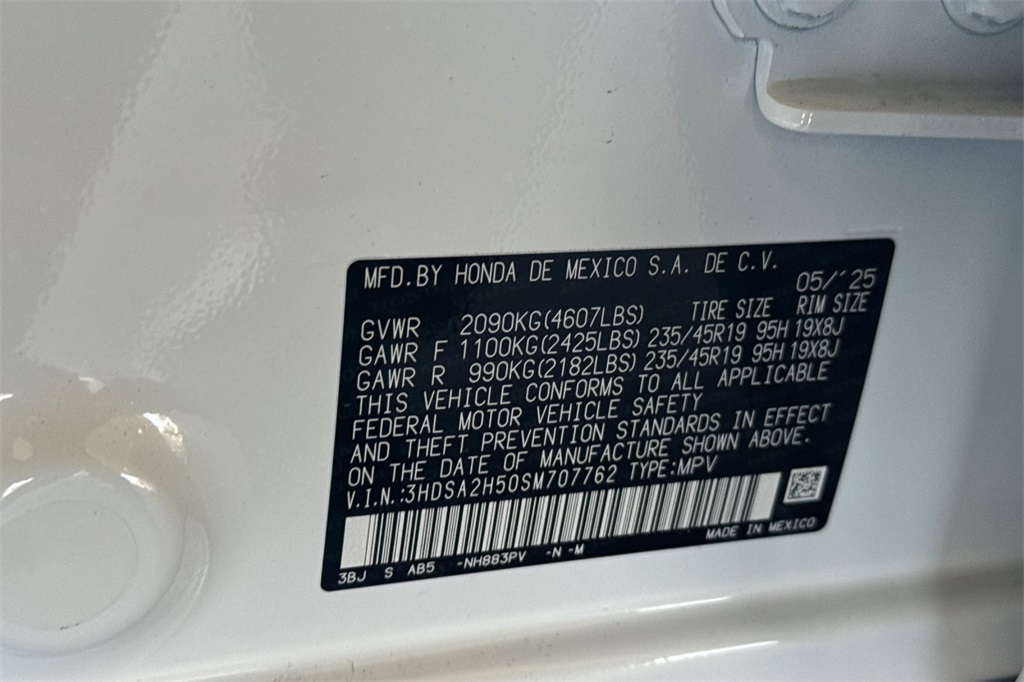 MFD.BY HONDA DE MEXICO S.A. DE C.V.
05/'25
GVWR 2090KG(4607LBS) TIRE SIZE RIM SIZE
GAWR F 1100KG(2425LBS) 235/45R19 95H 19X8J
GAWR R 990KG(2182LBS) 235/45R19 95H 19X8J
THIS VEHICLE CONFORMS TO ALL APPLICABLE
FEDERAL MOTOR VEHICLE SAFETY
AND THEFT PREVENTION STANDARDS IN EFFECT
ON THE DATE OF MANUFACTURE SHOWN ABOVE.
V.I.N.:3HDSA2H50SM707762 TYPE:MPV
MADE IN MEXICO
3BJ S AB5 -NH883PV -N -M